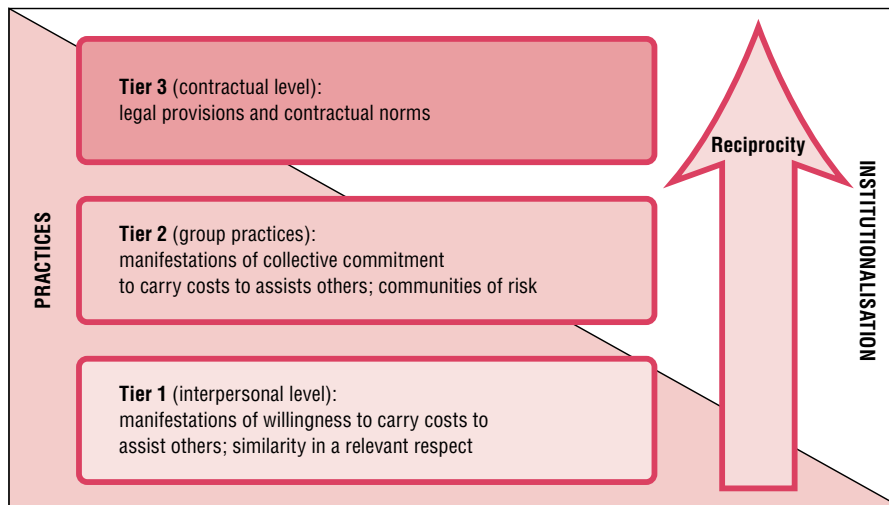 Tier 3 (contractual level):
legal provisions and contractual norms
Reciprocity
Tier 2 (group practices):
manifestations of collective commitment
to carry costs to assists others; communities of risk
Tier 1 (interpersonal level):
manifestations of willingness to carry costs to
assist others; similarity in a relevant respect
PRACTICES
INSTITUTIONALISATION